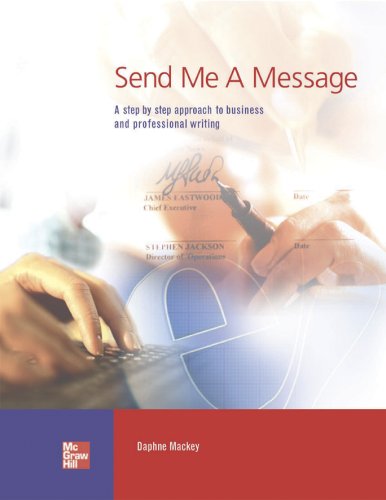 Send Me A Message
A step by step approach to business
and professional writing
JAMES EASTWOOD
Chief Executive
Date
STEPHEN JACKSON
Director of Operations
Date
Mc
Graw
Hill
Daphne Mackey